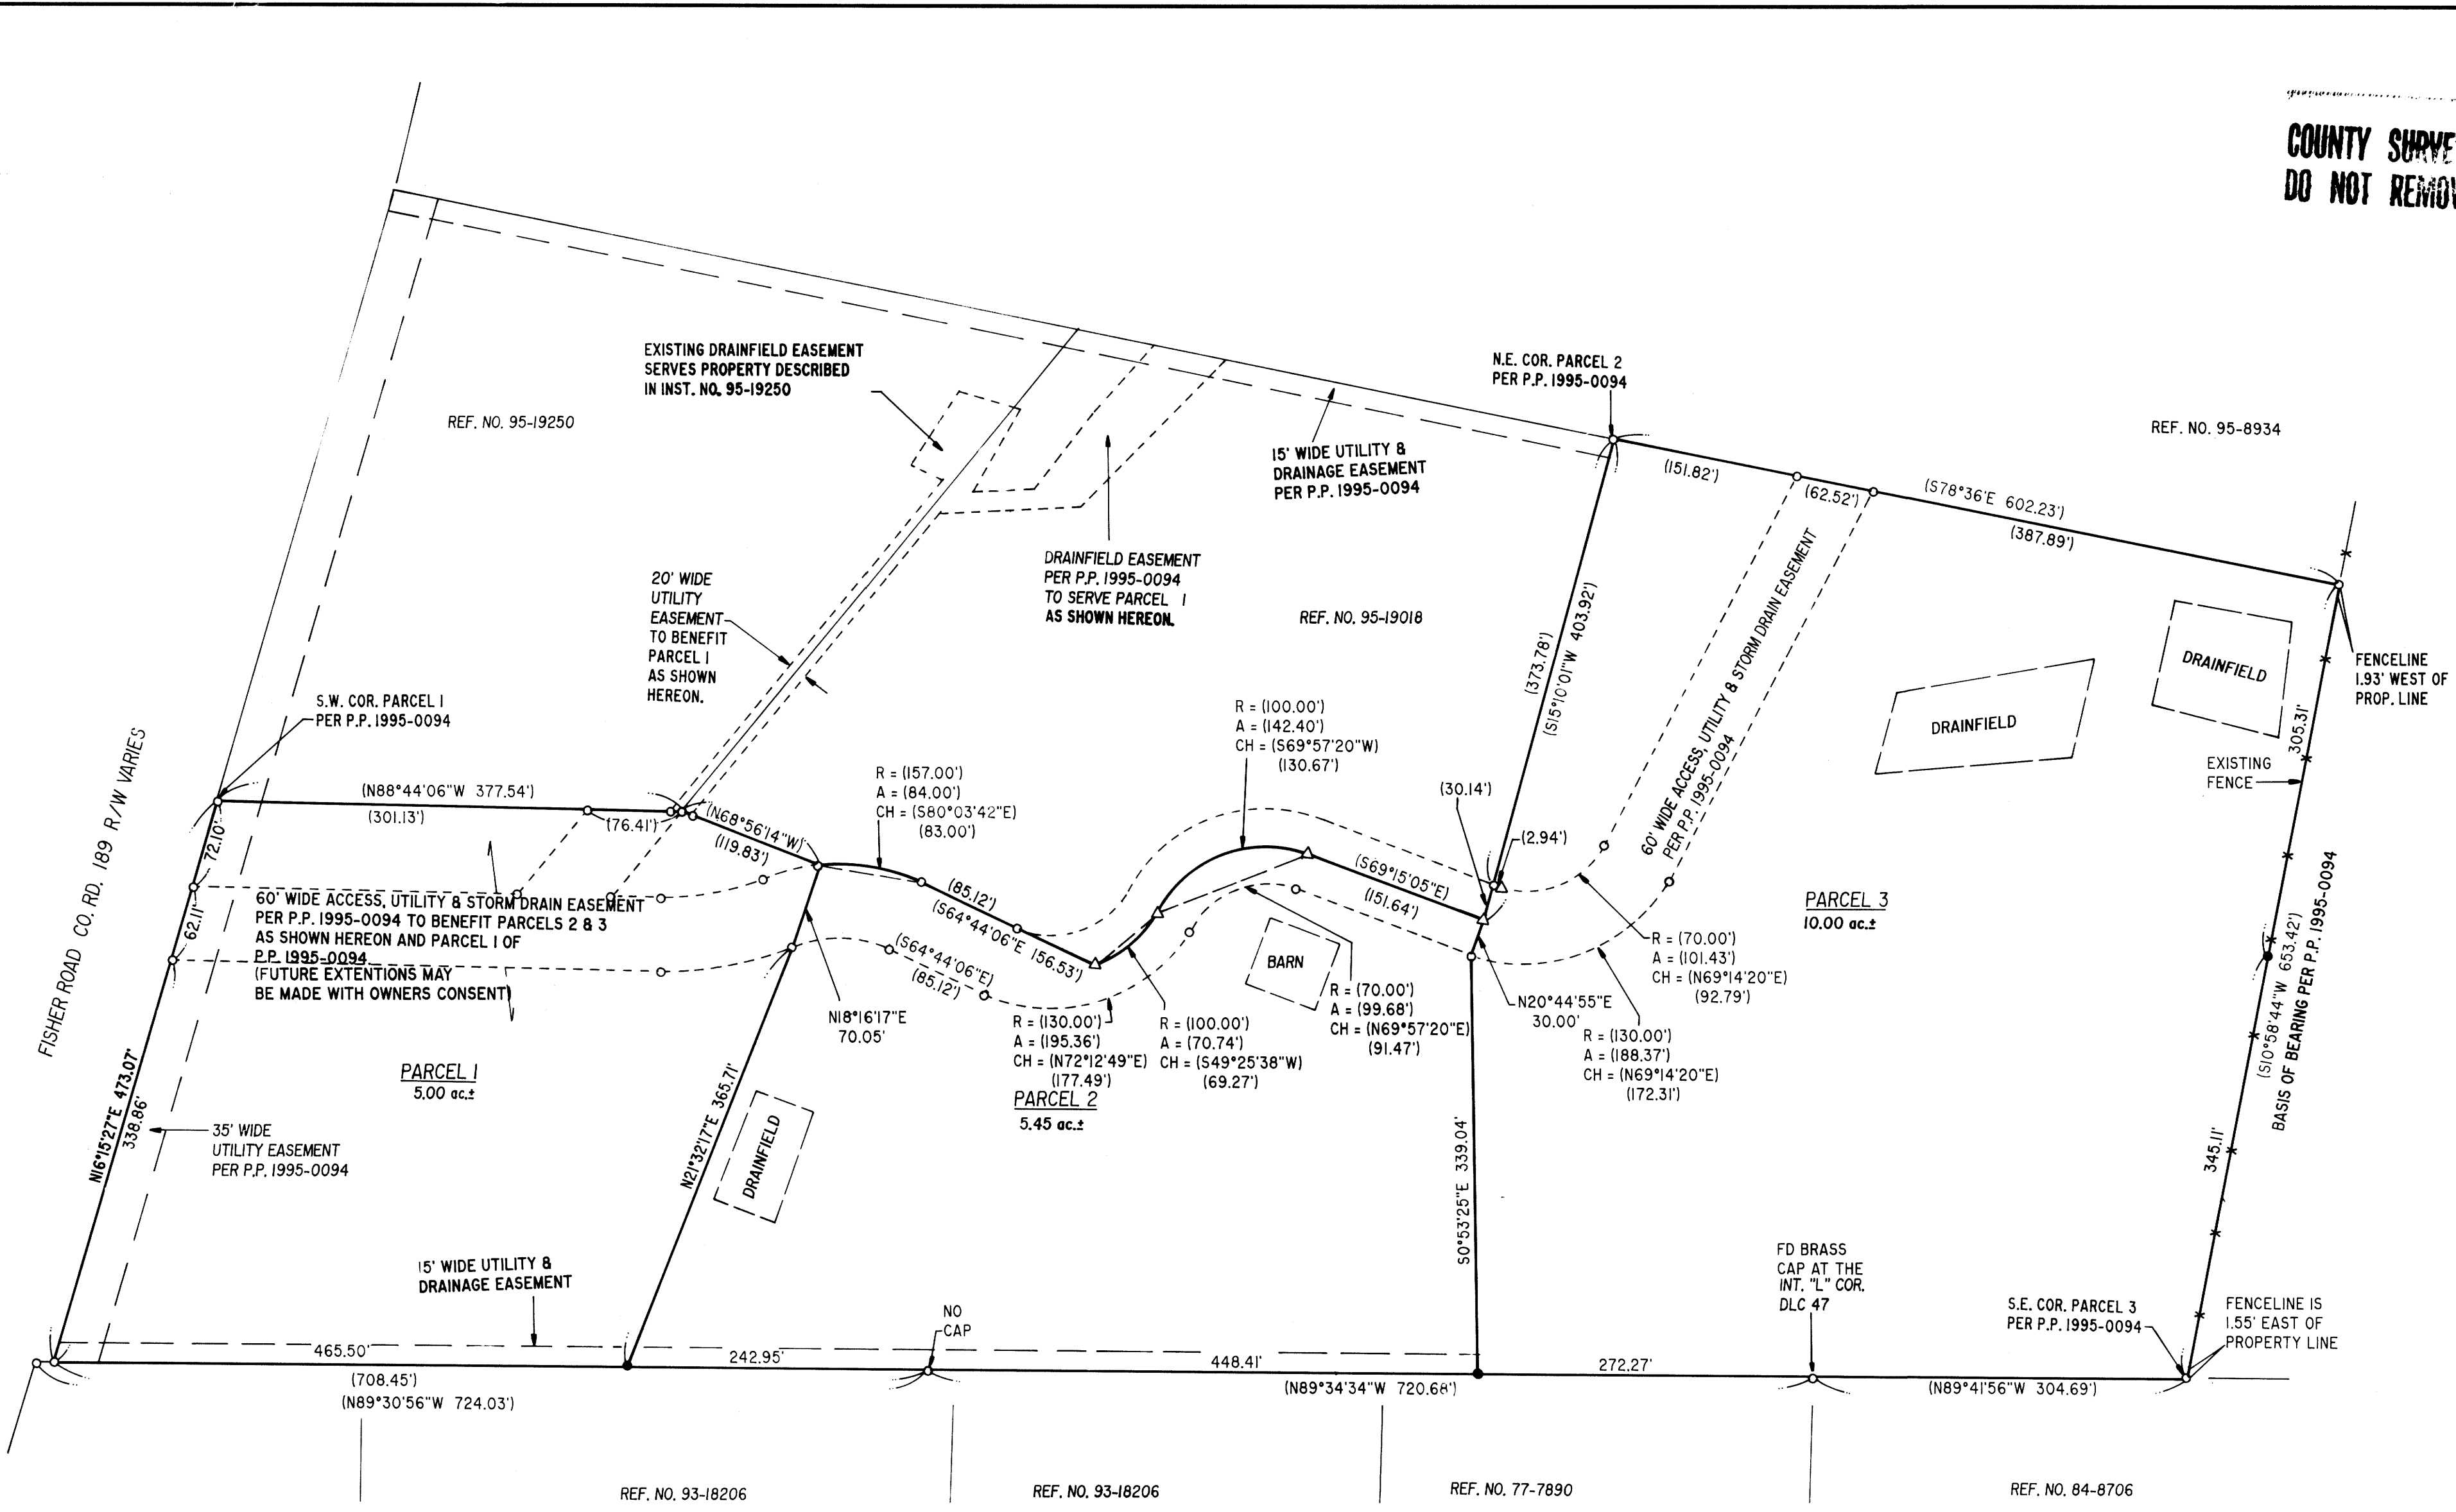 COUNTY SURVE
DO NOT REMOV
EXISTING DRAINFIELD EASEMENT
SERVES PROPERTY DESCRIBED
IN INST. NO. 95-19250
REF. NO. 95-19250
N.E. COR. PARCEL 2
PER P.P. 1995-0094
REF. NO. 95-8934
15' WIDE UTILITY &
DRAINAGE EASEMENT
PER P.P. 1995-0094
(151.82')
(62.52')
(S78°36'E 602.23')
(387.89')
DRAINFIELD EASEMENT
PER P.P. 1995-0094
TO SERVE PARCEL 1
AS SHOWN HEREON.
REF. NO. 95-19018
20' WIDE
UTILITY
EASEMENT
TO BENEFIT
PARCEL 1
AS SHOWN
HEREON.
(373.78')
(S15°10'01"W 403.92')
60' WIDE ACCESS, UTILITY & STORM DRAIN EASEMENT
PER P.P. 1995-0094
DRAINFIELD
DRAINFIELD
FENCELINE
1.93' WEST OF
PROP. LINE
305.31'
EXISTING
FENCE
S.W. COR. PARCEL 1
PER P.P. 1995-0094
FISHER ROAD CO. RD. 189 R/W VARIES
(N88°44'06"W 377.54')
(301.13')
(76.41')
(N68°56'14"W)
(119.83')
R = (157.00')
A = (84.00')
CH = (S80°03'42"E)
(83.00')
R = (100.00')
A = (142.40')
CH = (S69°57'20"W)
(130.67')
(30.14')
(2.94')
72.10'
62.11'
60' WIDE ACCESS, UTILITY & STORM DRAIN EASEMENT
PER P.P. 1995-0094 TO BENEFIT PARCELS 2 & 3
AS SHOWN HEREON AND PARCEL 1 OF
P.P. 1995-0094.
(FUTURE EXTENTIONS MAY
BE MADE WITH OWNERS CONSENT)
(85.12')
(S64°44'06"E 156.53')
(S64°44'06"E)
(85.12')
(S69°15'05"E)
(151.64')
BARN
PARCEL 3
10.00 ac.±
R = (70.00')
A = (101.43')
CH = (N69°14'20"E)
(92.79')
R = (70.00')
A = (99.68')
CH = (N69°57'20"E)
(91.47')
N20°44'55"E
30.00'
R = (130.00')
A = (188.37')
CH = (N69°14'20"E)
(172.31')
R = (130.00')
A = (195.36')
CH = (N72°12'49"E)
(177.49')
R = (100.00')
A = (70.74')
CH = (S49°25'38"W)
(69.27')
N18°16'17"E
70.05'
PARCEL 1
5.00 ac.±
PARCEL 2
5.45 ac.±
(S10°58'44"W 653.42')
BASIS OF BEARING PER P.P. 1995-0094
N16°15'27"E 473.07'
338.86'
35' WIDE
UTILITY EASEMENT
PER P.P. 1995-0094
N21°32'17"E 365.71'
DRAINFIELD
S0°53'25"E 339.04'
345.11'
15' WIDE UTILITY &
DRAINAGE EASEMENT
NO
CAP
FD BRASS
CAP AT THE
INT. "L" COR.
DLC 47
S.E. COR. PARCEL 3
PER P.P. 1995-0094
FENCELINE IS
1.55' EAST OF
PROPERTY LINE
465.50'
242.95'
448.41'
272.27'
(708.45')
(N89°30'56"W 724.03')
(N89°34'34"W 720.68')
(N89°41'56"W 304.69')
REF. NO. 93-18206
REF. NO. 93-18206
REF. NO. 77-7890
REF. NO. 84-8706